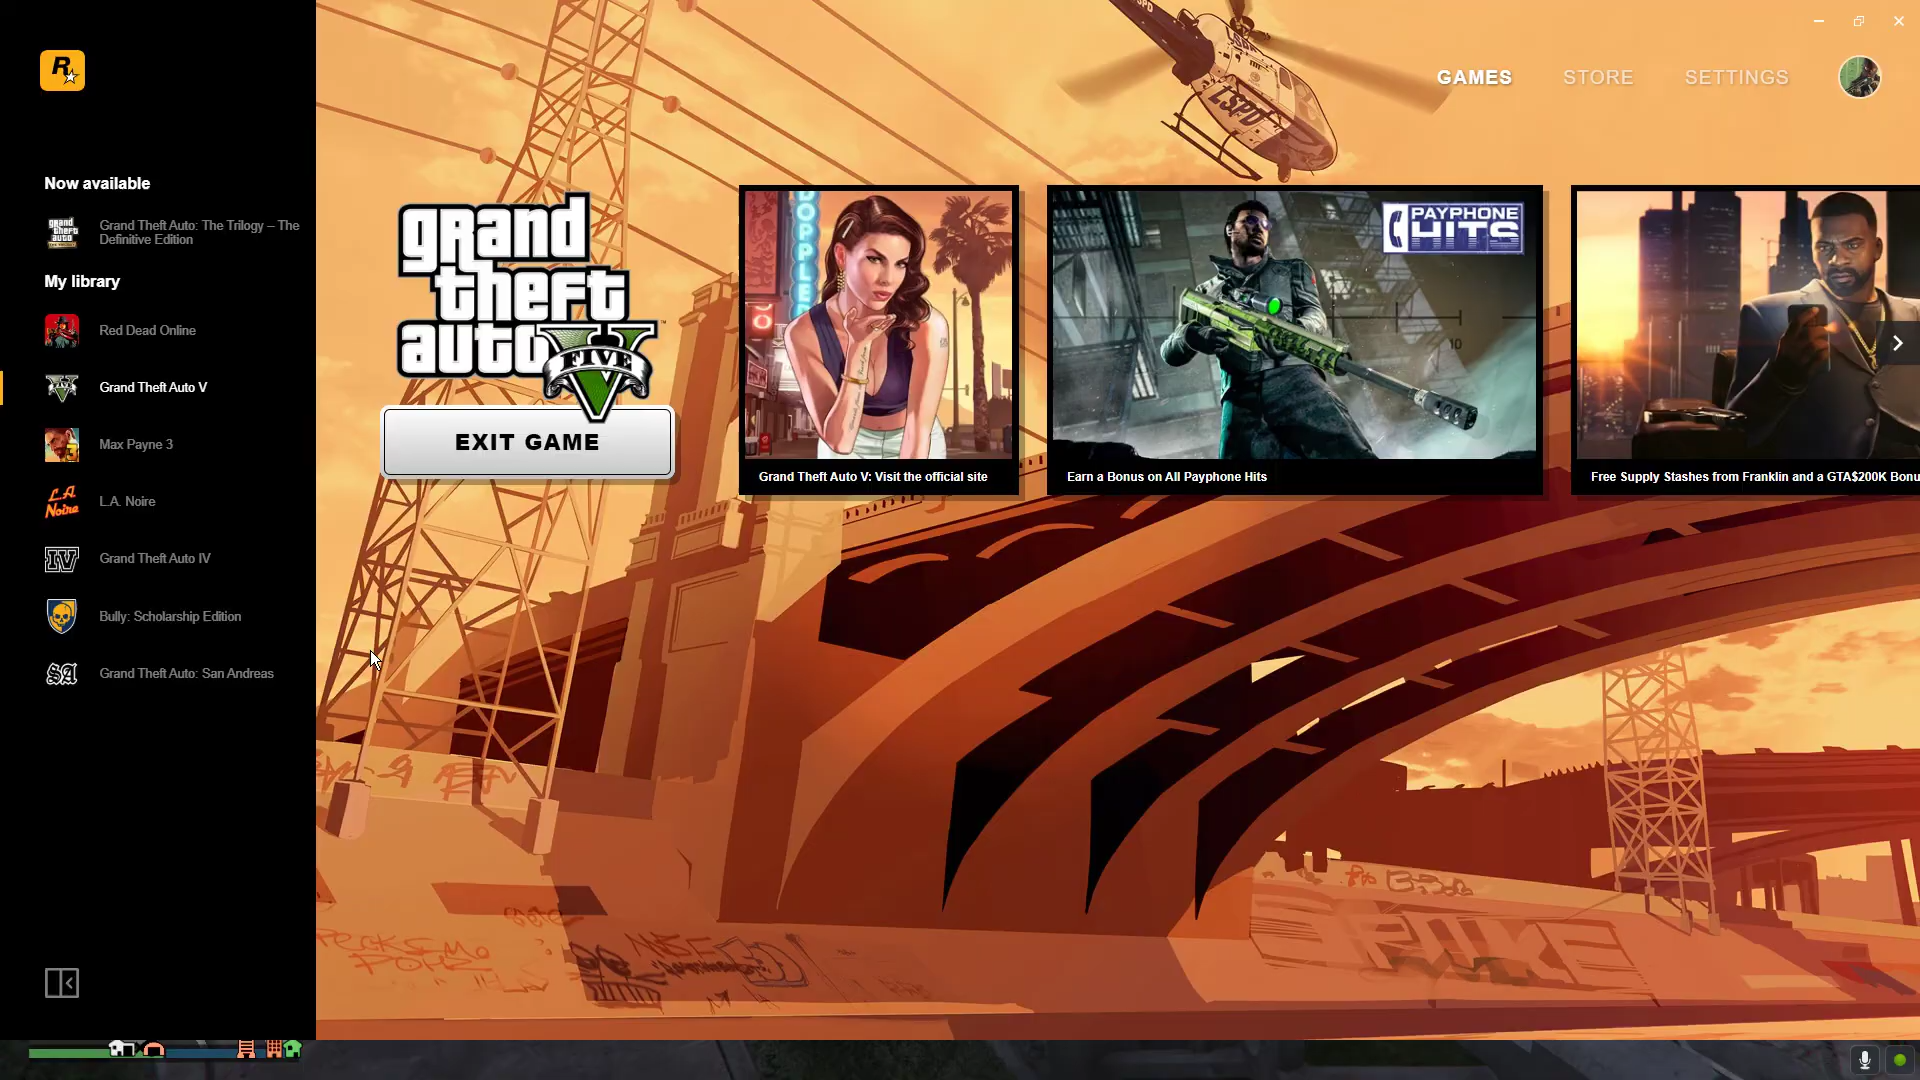 R
GAMES
STORE
SETTINGS
LSPD
Now available
Grand Theft Auto: The Trilogy – The
Definitive Edition
My library
Red Dead Online
Grand Theft Auto V
Max Payne 3
L.A. Noire
Grand Theft Auto IV
Bully: Scholarship Edition
Grand Theft Auto: San Andreas
grand
theft
auto V
FIVE
™
EXIT GAME
DOPPLER
Grand Theft Auto V: Visit the official site
PAYPHONE
HITS
10
Earn a Bonus on All Payphone Hits
Free Supply Stashes from Franklin and a GTA$200K Bonu